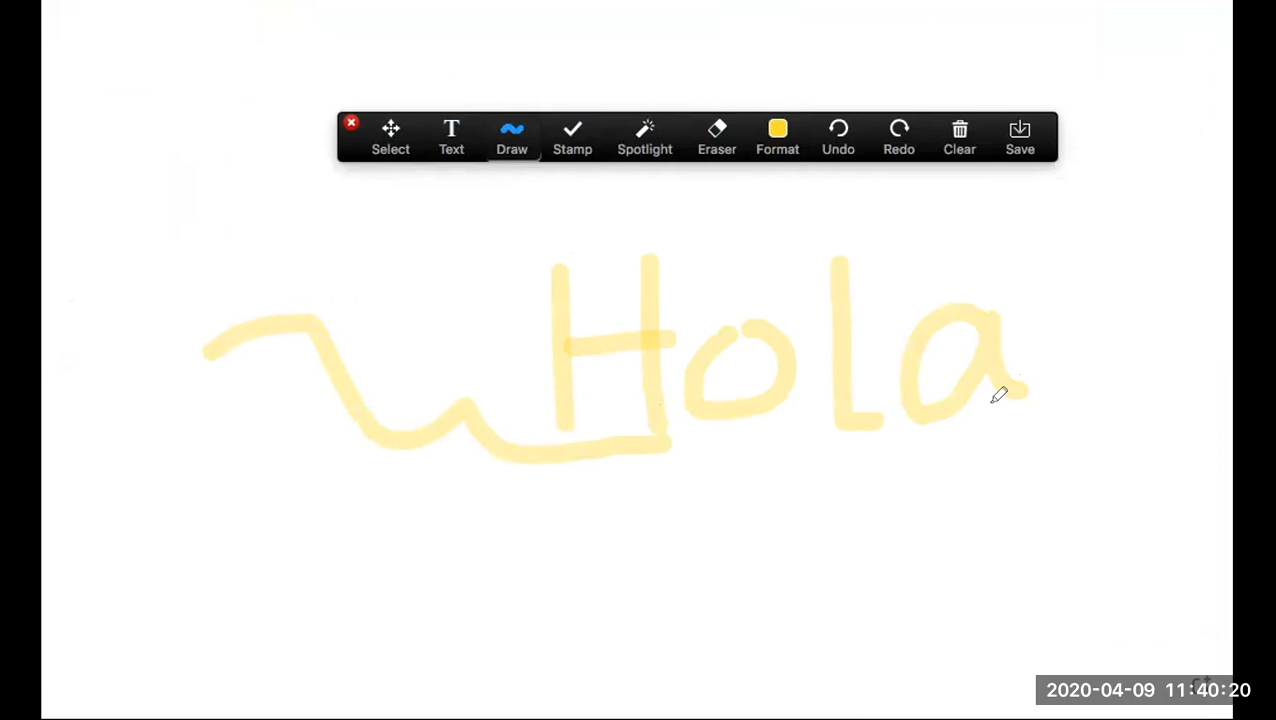 Select Text Draw Stamp Spotlight Eraser Format Undo Redo Clear Save
Hola
2020-04-09 11:40:20